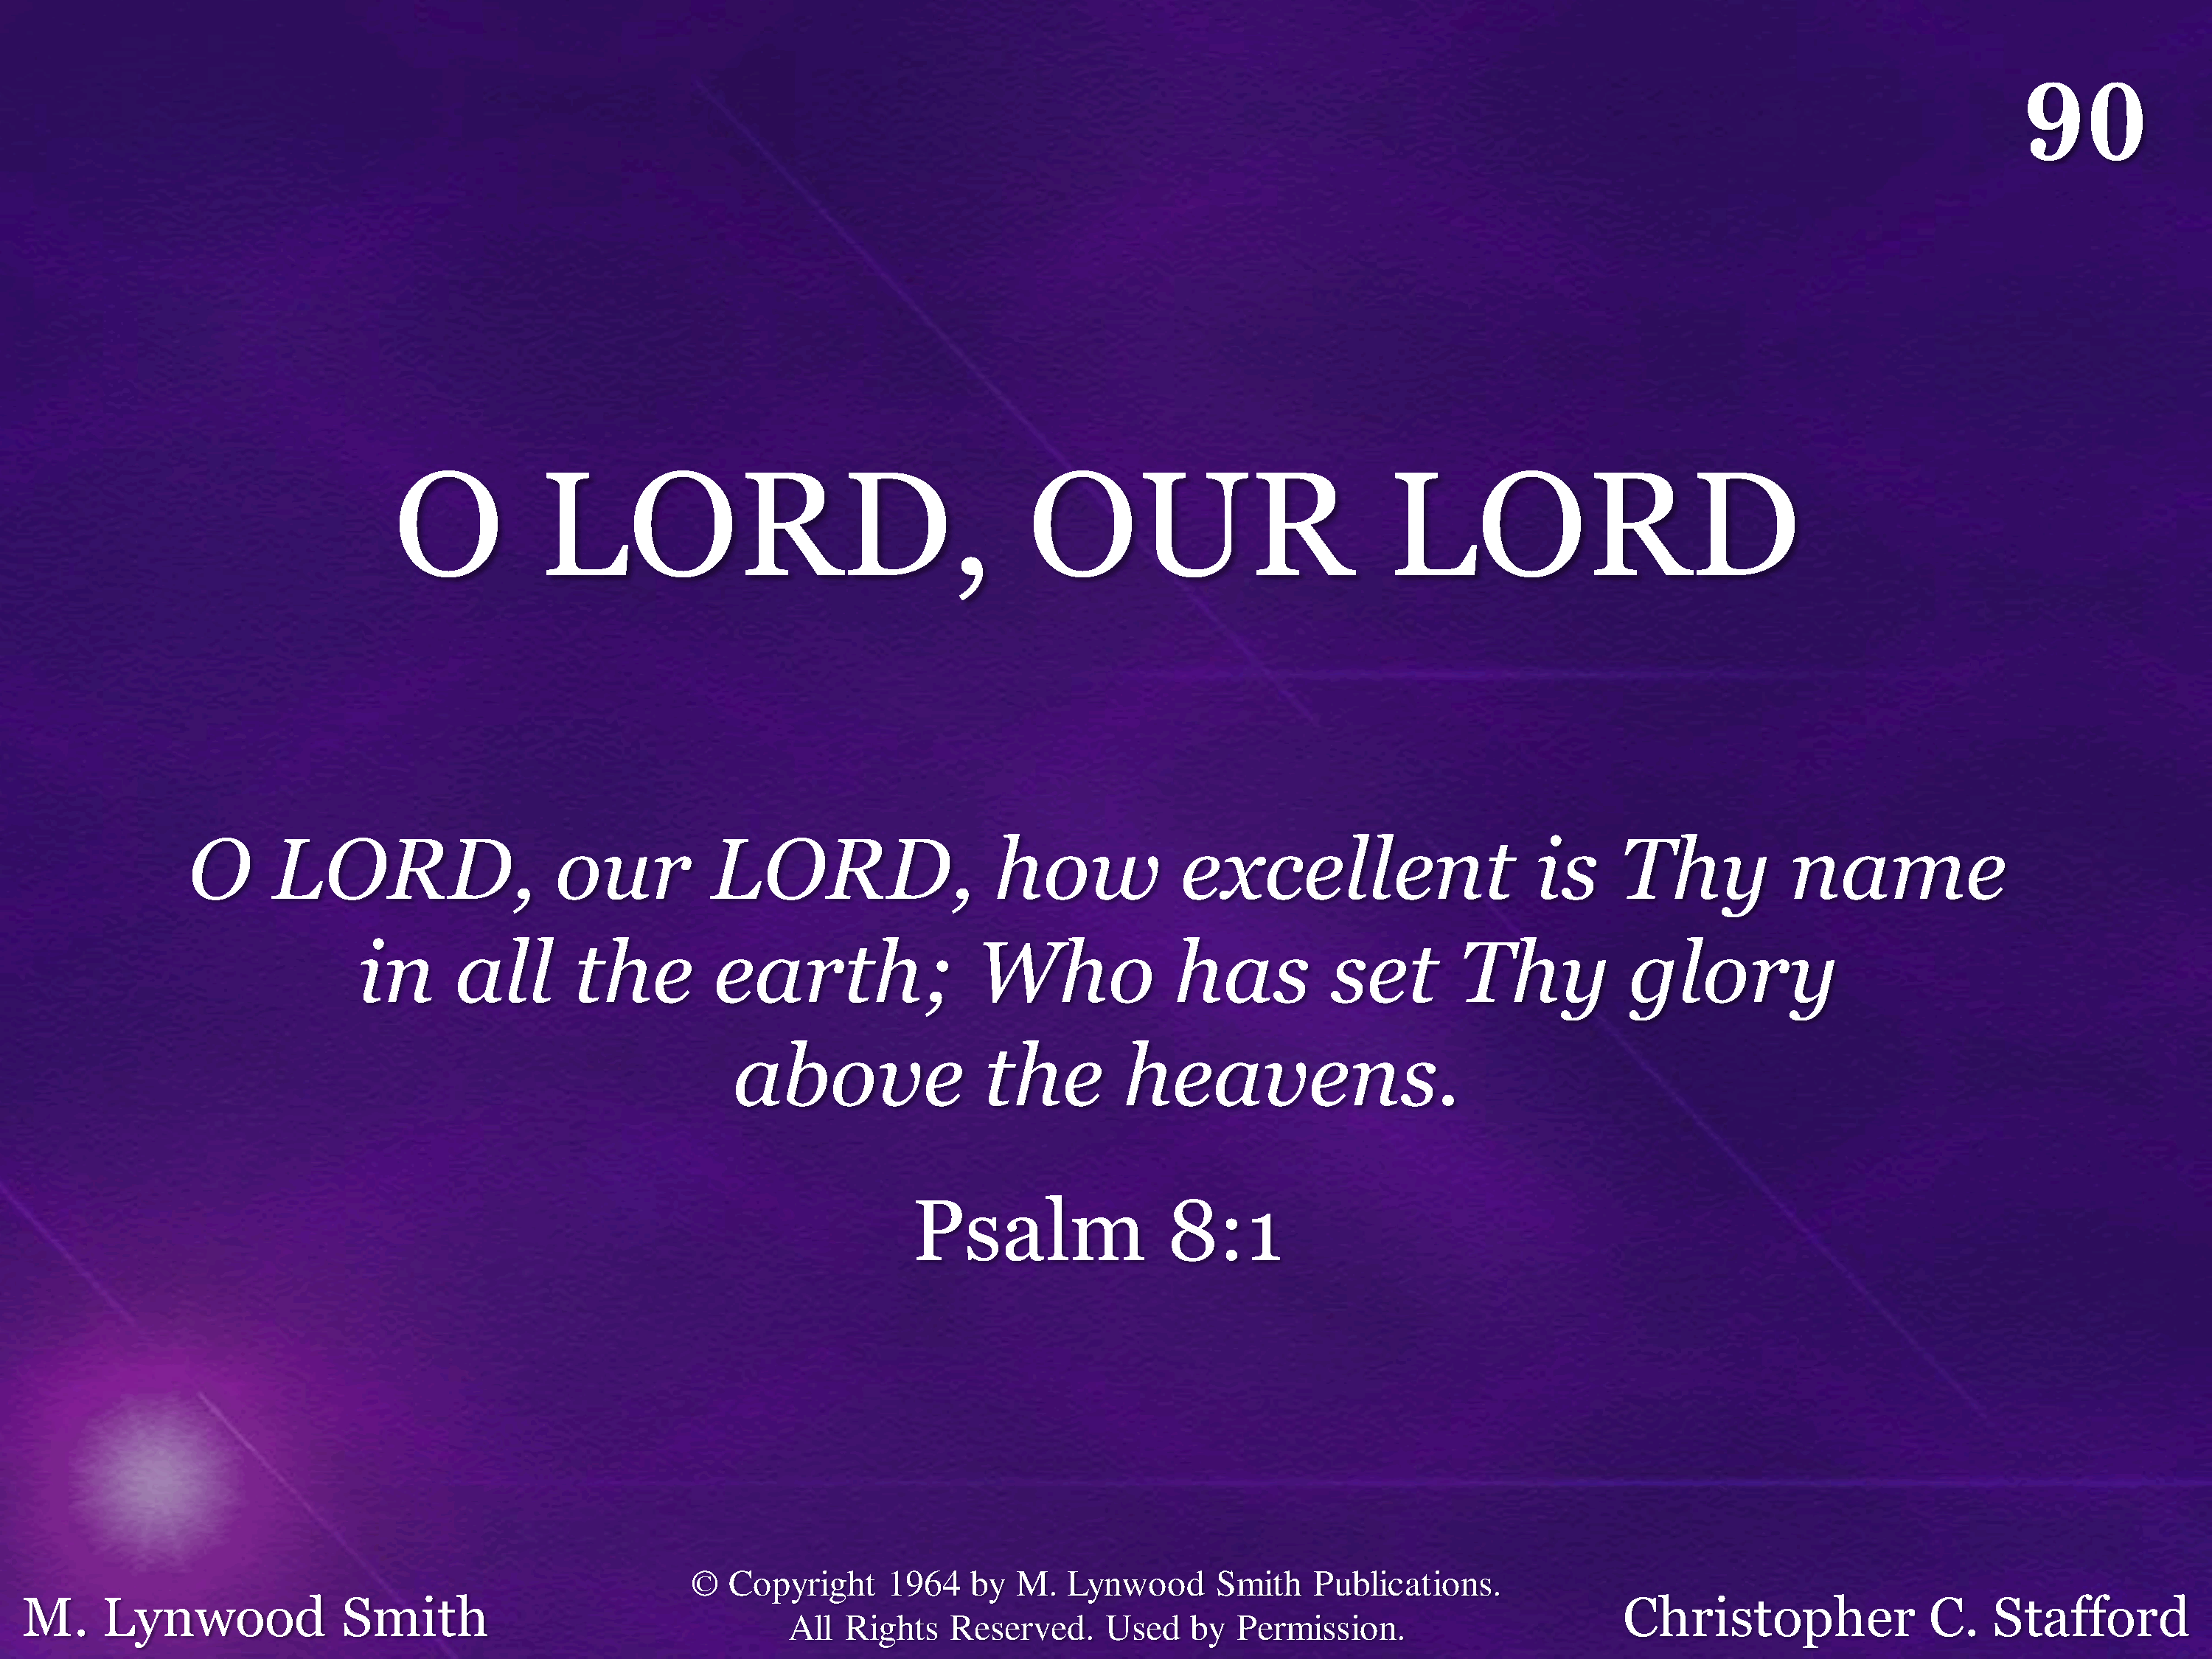 90
O LORD, OUR LORD
O LORD, our LORD, how excellent is Thy name
in all the earth; Who has set Thy glory
above the heavens.
Psalm 8:1
M. Lynwood Smith
© Copyright 1964 by M. Lynwood Smith Publications.
All Rights Reserved. Used by Permission.
Christopher C. Stafford